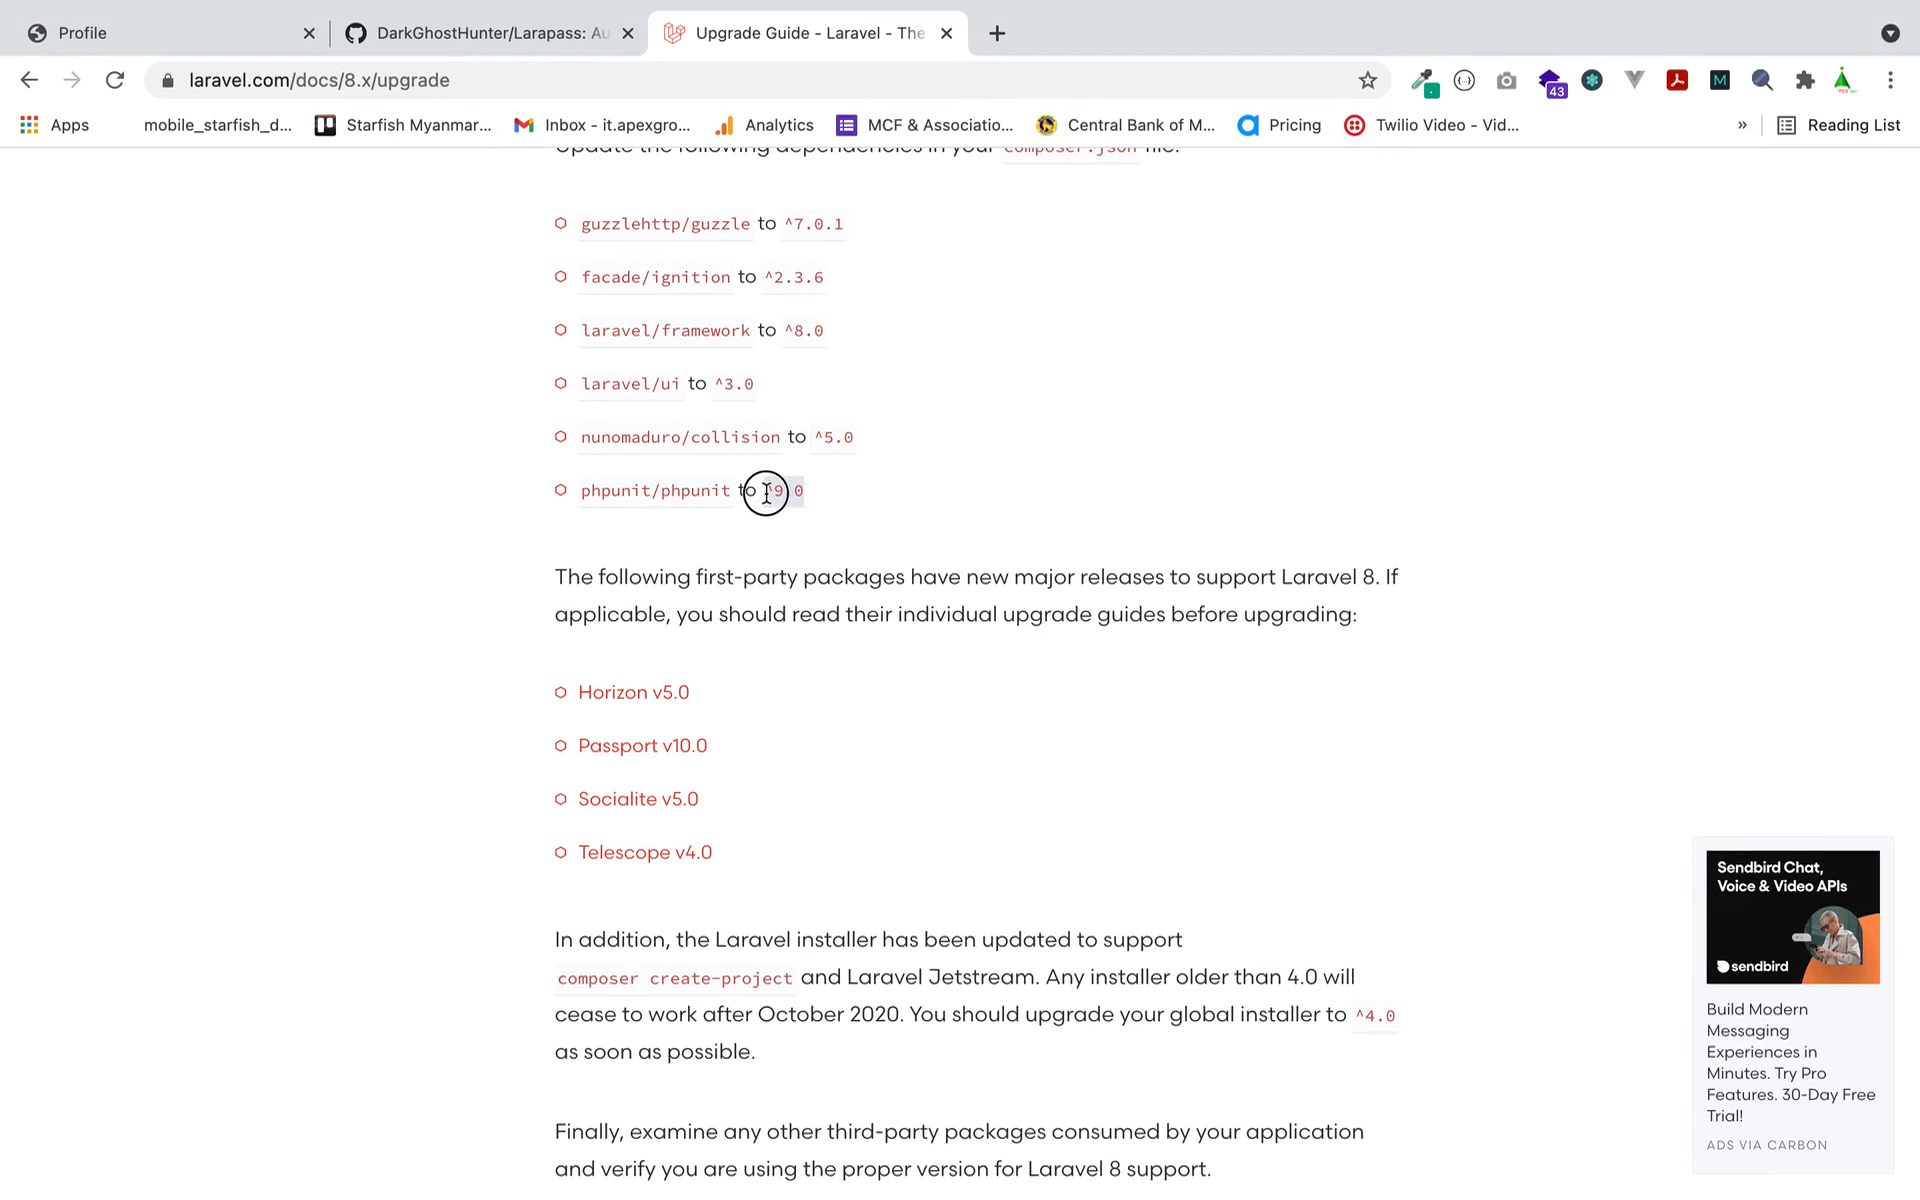 Profile
DarkGhostHunter/Larapass: Au
Upgrade Guide - Laravel - The
laravel.com/docs/8.x/upgrade
43
M
Apps
mobile_starfish_d...
Starfish Myanmar...
Inbox - it.apexgro...
Analytics
MCF & Associatio...
Central Bank of M...
Pricing
Twilio Video - Vid...
»
Reading List
Update the following dependencies in your composer.json file:
guzzlehttp/guzzle to ^7.0.1
facade/ignition to ^2.3.6
laravel/framework to ^8.0
laravel/ui to ^3.0
nunomaduro/collision to ^5.0
phpunit/phpunit to ^9.0
The following first-party packages have new major releases to support Laravel 8. If
applicable, you should read their individual upgrade guides before upgrading:
Horizon v5.0
Passport v10.0
Socialite v5.0
Telescope v4.0
In addition, the Laravel installer has been updated to support
composer create-project and Laravel Jetstream. Any installer older than 4.0 will
cease to work after October 2020. You should upgrade your global installer to ^4.0
as soon as possible.
Finally, examine any other third-party packages consumed by your application
and verify you are using the proper version for Laravel 8 support.
Sendbird Chat,
Voice & Video APIs
sendbird
Build Modern
Messaging
Experiences in
Minutes. Try Pro
Features. 30-Day Free
Trial!
ADS VIA CARBON